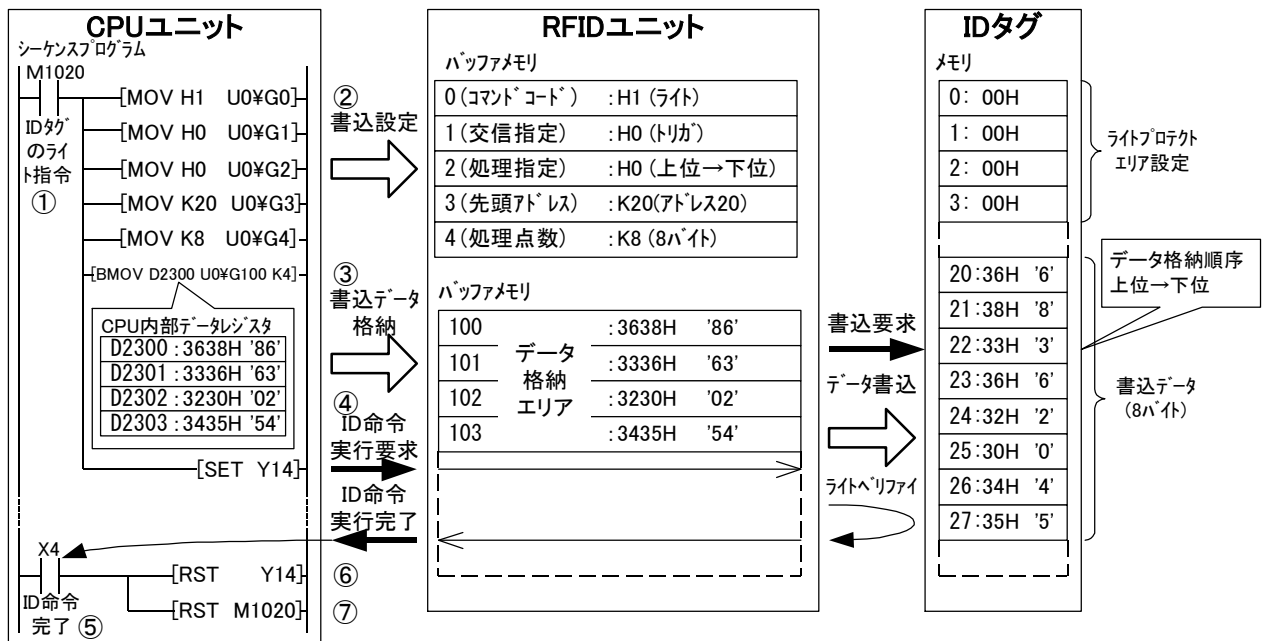 CPUユニット
シーケンスプログラム
M1020
[MOV H1 U0¥G0]
[MOV H0 U0¥G1]
[MOV H0 U0¥G2]
[MOV K20 U0¥G3]
[MOV K8 U0¥G4]
IDタグ
のライ
ト指令
①
[BMOV D2300 U0¥G100 K4]
CPU内部データレジスタ
D2300 : 3638H '86'
D2301 : 3336H '63'
D2302 : 3230H '02'
D2303 : 3435H '54'
[SET Y14]
X4
[RST Y14]
[RST M1020]
ID命令
完了 ⑤
②
書込設定
③
書込データ
格納
④
ID命令
実行要求
ID命令
実行完了
⑥
⑦
RFIDユニット
バッファメモリ
0 (コマンドコード) : H1 (ライト)
1 (交信指定) : H0 (トリガ)
2 (処理指定) : H0 (上位→下位)
3 (先頭アドレス) : K20(アドレス20)
4 (処理点数) : K8 (8バイト)
バッファメモリ
100 : 3638H '86'
101 : 3336H '63'
102 : 3230H '02'
103 : 3435H '54'
データ
格納
エリア
書込要求
データ書込
ライトベリファイ
IDタグ
メモリ
0: 00H
1: 00H
2: 00H
3: 00H
20:36H '6'
21:38H '8'
22:33H '3'
23:36H '6'
24:32H '2'
25:30H '0'
26:34H '4'
27:35H '5'
ライトプロテクト
エリア設定
データ格納順序
上位→下位
書込データ
(8バイト)